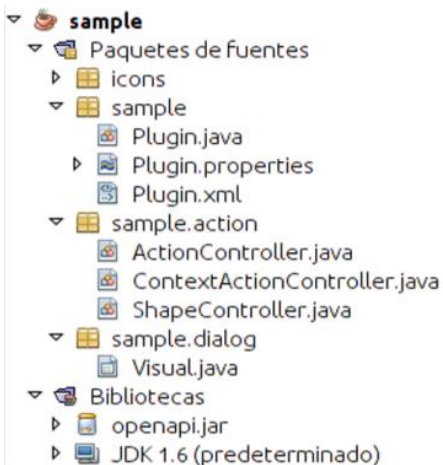 sample
Paquetes de fuentes
icons
sample
Plugin.java
Plugin.properties
Plugin.xml
sample.action
ActionController.java
ContextActionController.java
ShapeController.java
sample.dialog
Visual.java
Bibliotecas
openapi.jar
JDK 1.6 (predeterminado)